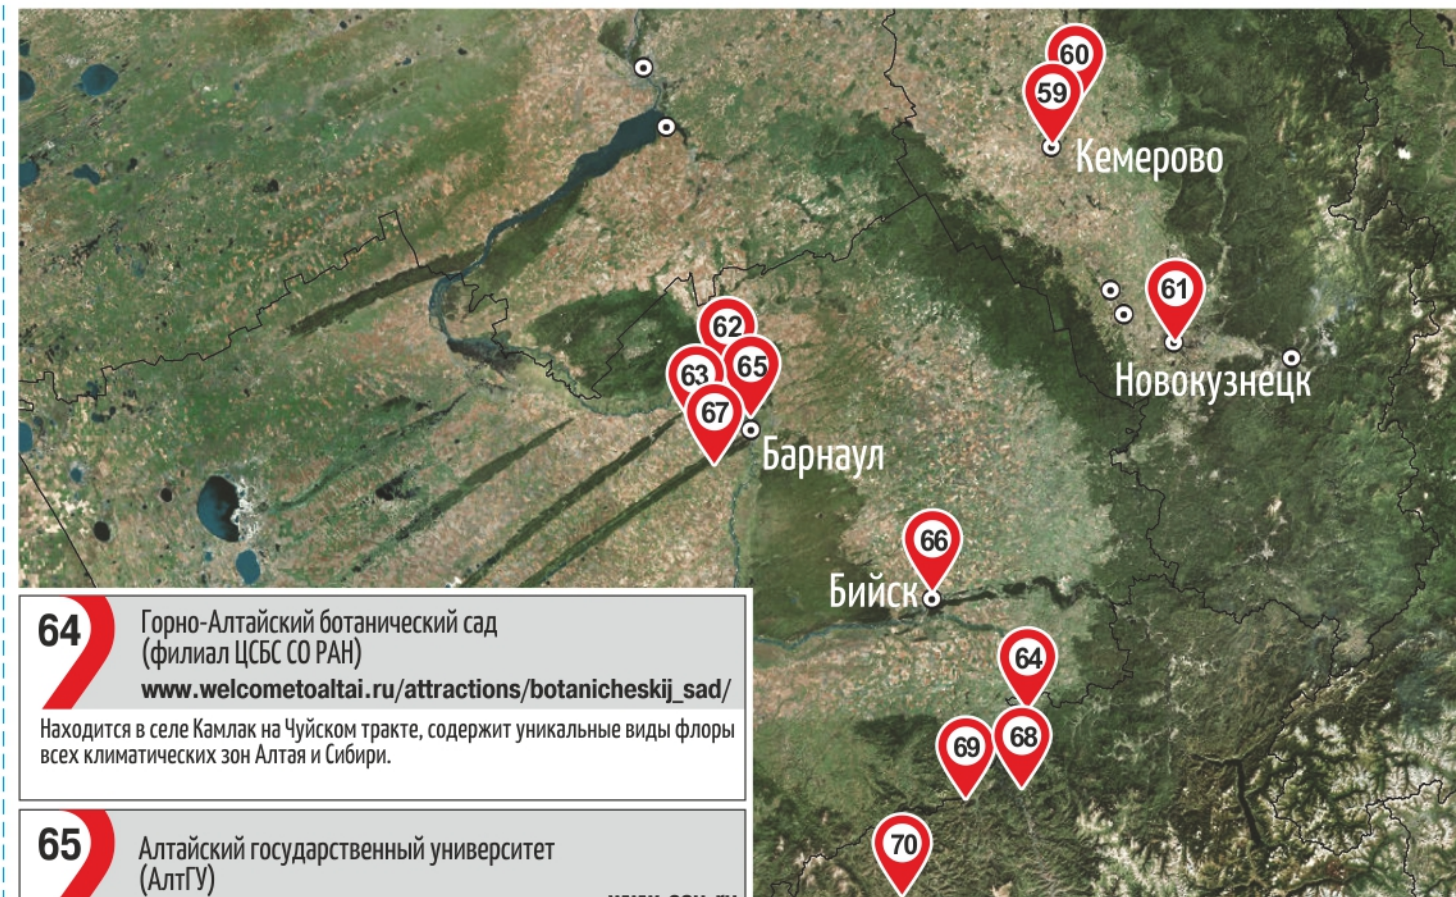 60
59
Кемерово
61
Новокузнецк
62
63
65
67
Барнаул
66
Бийск
64
69
68
70
64
Горно-Алтайский ботанический сад
(филиал ЦСБС СО РАН)
www.welcometoaltai.ru/attractions/botanicheskij_sad/
Находится в селе Камлак на Чуйском тракте, содержит уникальные виды флоры
всех климатических зон Алтая и Сибири.
65
Алтайский государственный университет
(АлтГУ)